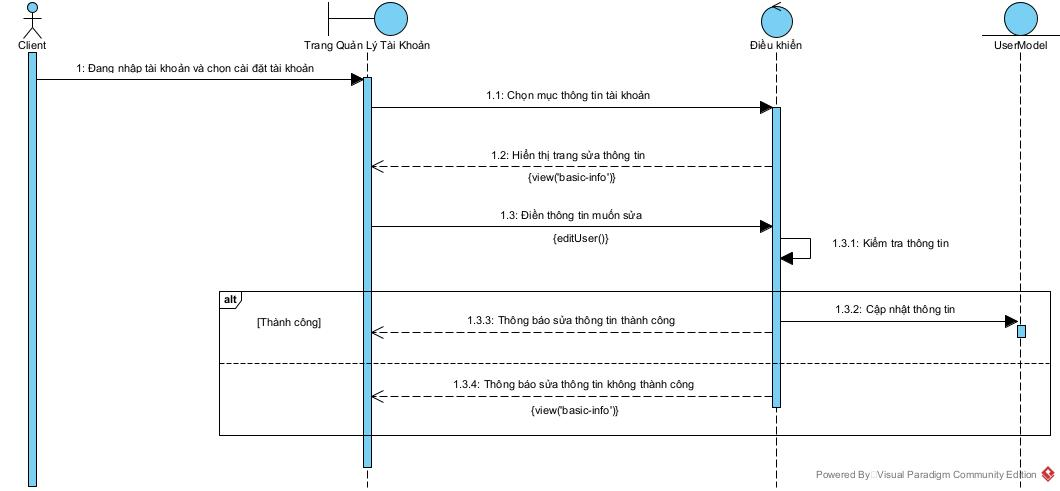 Client
Trang Quản Lý Tài Khoản
Điều khiển
UserModel
1: Đang nhập tài khoản và chọn cài đặt tài khoản
1.1: Chọn mục thông tin tài khoản
1.2: Hiển thị trang sửa thông tin
{view('basic-info')}
1.3: Điền thông tin muốn sửa
{editUser()}
1.3.1: Kiểm tra thông tin
alt
[Thành công]
1.3.2: Cập nhật thông tin
1.3.3: Thông báo sửa thông tin thành công
1.3.4: Thông báo sửa thông tin không thành công
{view('basic-info')}
Powered By Visual Paradigm Community Edition